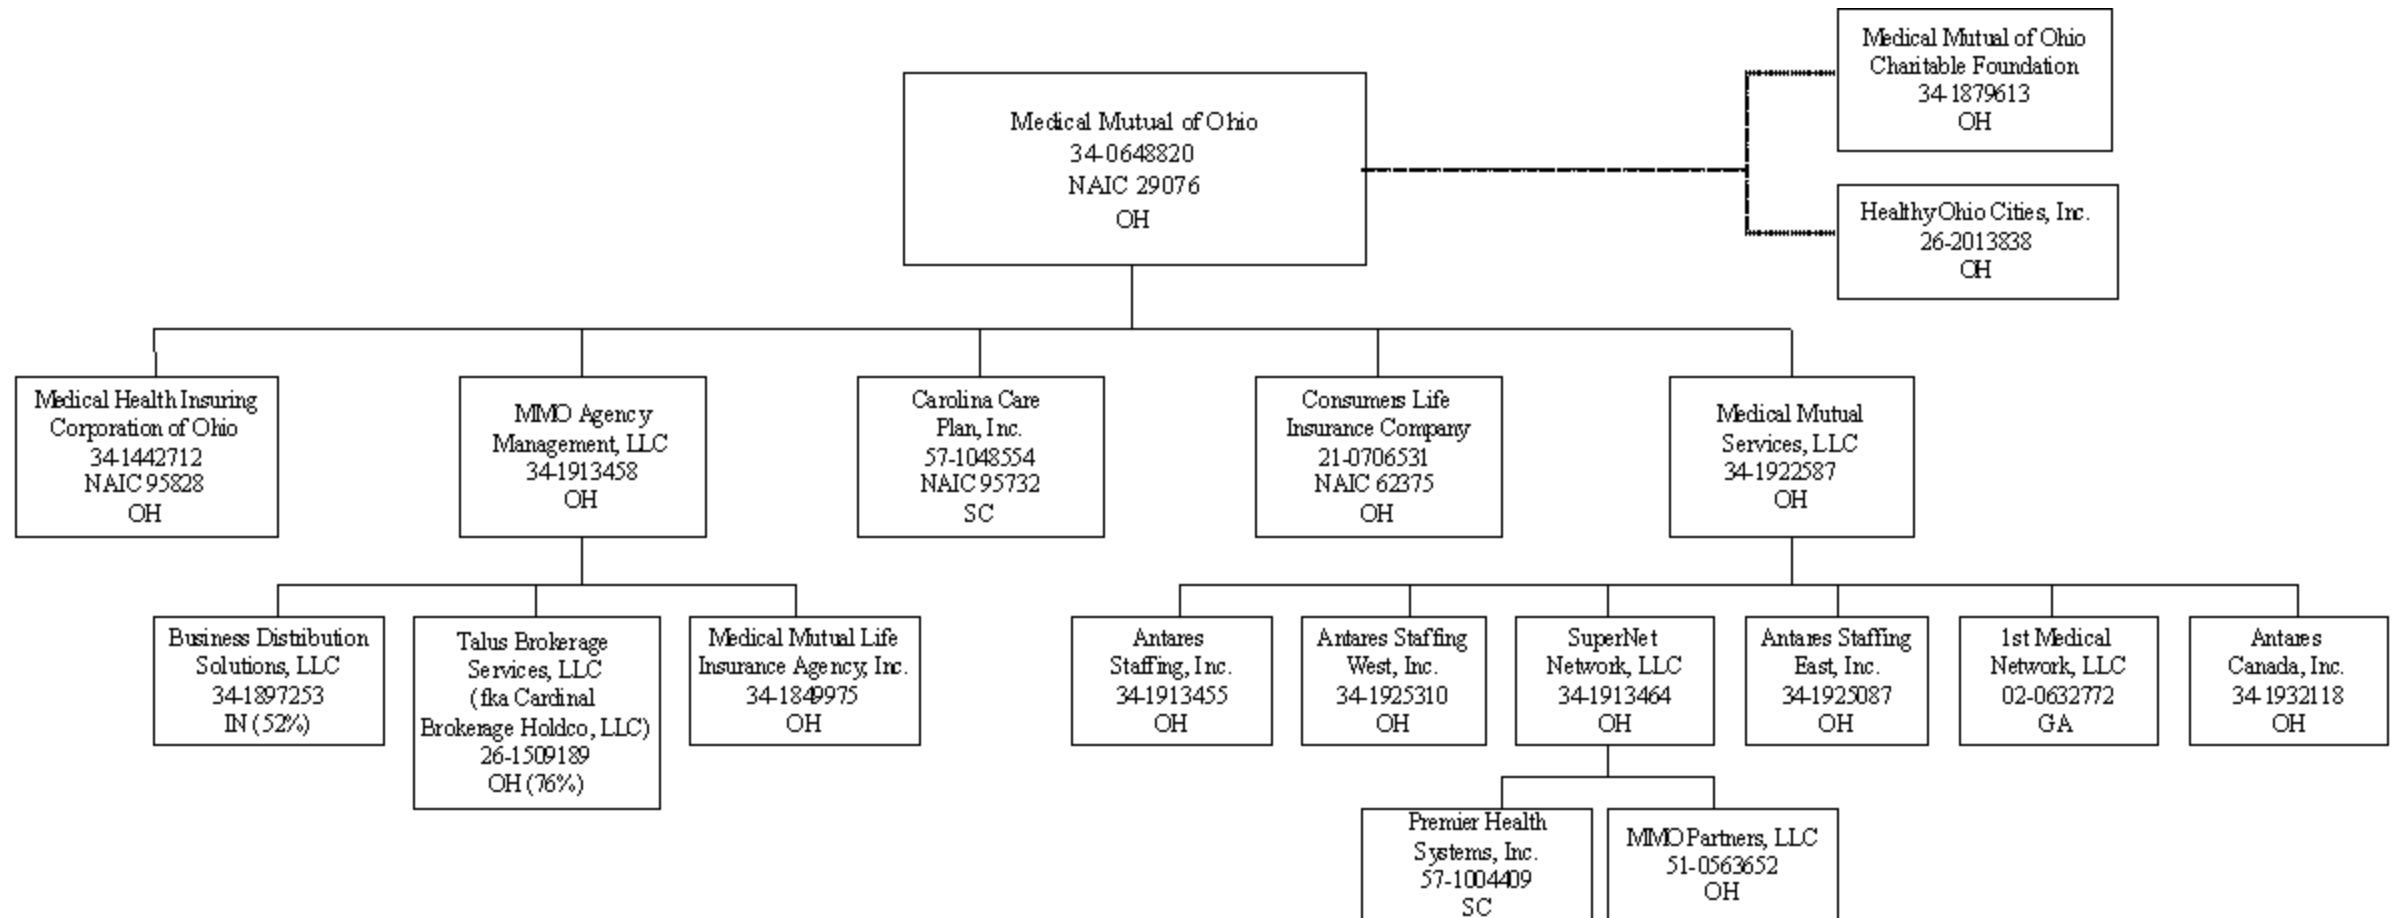 Medical Mutual of Ohio
Charitable Foundation
34-1879613
OH
Medical Mutual of Ohio
34-0648820
NAIC 29076
OH
Healthy Ohio Cities, Inc.
26-2013838
OH
Medical Health Insuring
Corporation of Ohio
34-1442712
NAIC 95828
OH
MMO Agency
Management, LLC
34-1913458
OH
Carolina Care
Plan, Inc.
57-1048554
NAIC 95732
SC
Consumers Life
Insurance Company
21-0706531
NAIC 62375
OH
Medical Mutual
Services, LLC
34-1922587
OH
Business Distribution
Solutions, LLC
34-1897253
IN (52%)
Talus Brokerage
Services, LLC
(fka Cardinal
Brokerage Holdco, LLC)
26-1509189
OH (76%)
Medical Mutual Life
Insurance Agency, Inc.
34-1849975
OH
Antares
Staffing, Inc.
34-1913455
OH
Antares Staffing
West, Inc.
34-1925310
OH
SuperNet
Network, LLC
34-1913464
OH
Antares Staffing
East, Inc.
34-1925087
OH
1st Medical
Network, LLC
02-0632772
GA
Antares
Canada, Inc.
34-1932118
OH
Premier Health
Systems, Inc.
57-1004409
SC
MMO Partners, LLC
51-0563652
OH